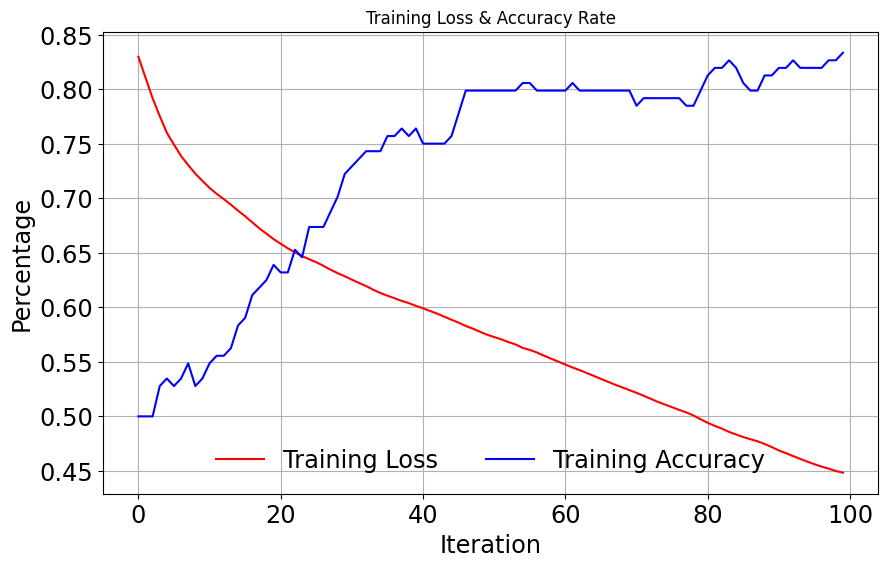 Training Loss & Accuracy Rate
Percentage
0.85
0.80
0.75
0.70
0.65
0.60
0.55
0.50
0.45
Training Loss Training Accuracy
0 20 40 60 80 100
Iteration